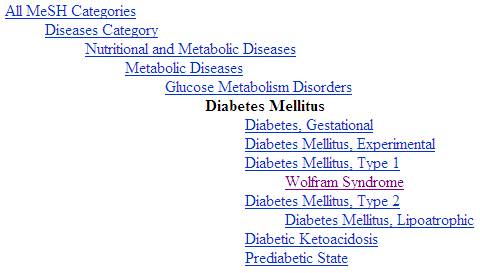 All MeSH Categories
Diseases Category
Nutritional and Metabolic Diseases
Metabolic Diseases
Glucose Metabolism Disorders
Diabetes Mellitus
Diabetes, Gestational
Diabetes Mellitus, Experimental
Diabetes Mellitus, Type 1
Wolfram Syndrome
Diabetes Mellitus, Type 2
Diabetes Mellitus, Lipoatrophic
Diabetic Ketoacidosis
Prediabetic State